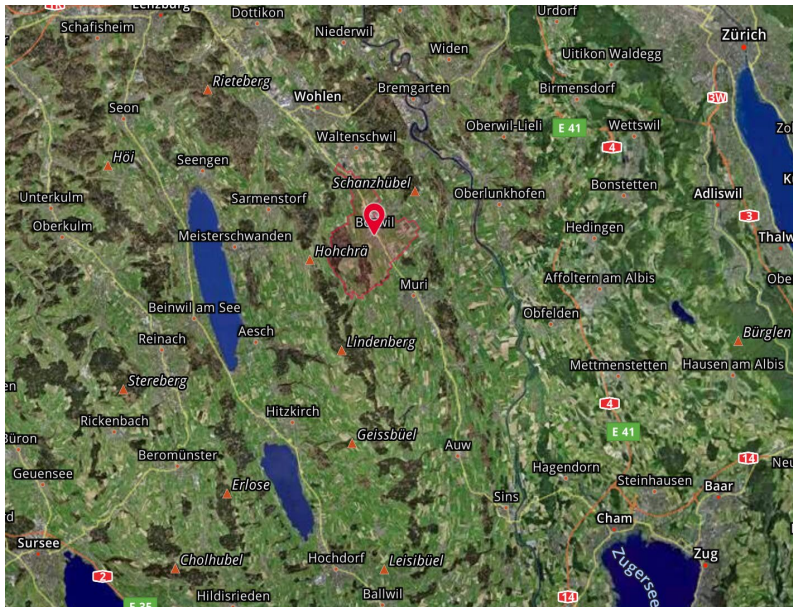 Dottikon
Urdorf
Schafisheim
Niederwil
Widen
Zürich
Uitikon Waldegg
Rieteberg
Wohlen
Bremgarten
Birmensdorf
3W
Seon
Oberwil-Lieli
E 41
Wettswil
Waltenschwil
4
Höi
Seengen
Schanzhübel
Bonstetten
Unterkulm
Sarmenstorf
Oberlunkhofen
Adliswil
Oberkulm
3
Meisterschwanden
Hedingen
Hohchrä
Affoltern am Albis
Muri
Beinwil am See
Obfelden
Reinach
Aesch
Lindenberg
Bürglen
Mettmenstetten
Hausen am Albis
Stereberg
4
Rickenbach
Hitzkirch
E 41
Geissbüel
Auw
Beromünster
14
Geuensee
Hagendorn
Steinhausen
Baar
Erlose
Sins
Cham
Sursee
Zug
Cholhubel
Hochdorf
Leisibüel
Zugersee
2
Hildisrieden
Ballwil
14